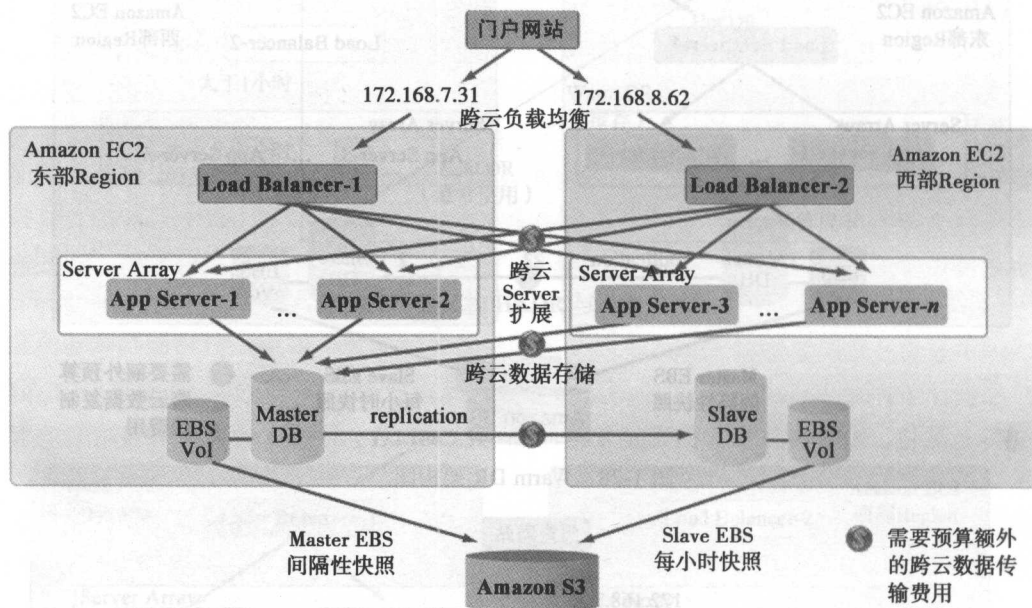 门户网站
172.168.7.31
172.168.8.62
跨云负载均衡
Amazon EC2
东部Region
Load Balancer-1
Load Balancer-2
Amazon EC2
西部Region
Server Array
App Server-1
...
App Server-2
跨云
Server
扩展
Server Array
App Server-3
...
App Server-n
跨云数据存储
EBS
Vol
Master
DB
replication
Slave
DB
EBS
Vol
Master EBS
间隔性快照
Slave EBS
每小时快照
Amazon S3
$ 需要预算额外
的跨云数据传
输费用